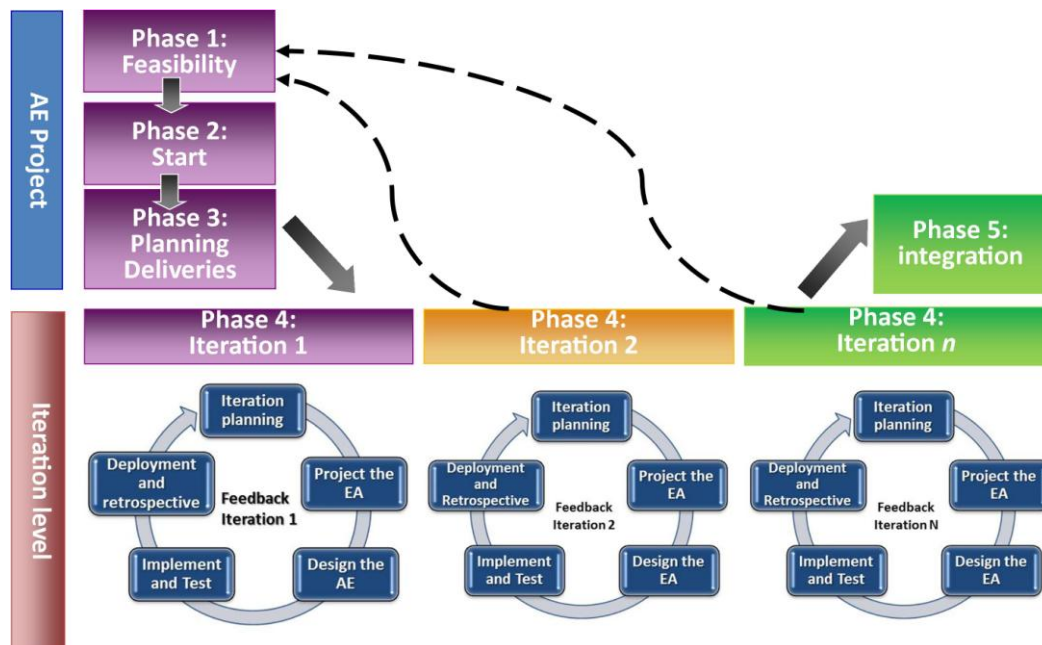 AE Project
Phase 1:
Feasibility
Phase 2:
Start
Phase 3:
Planning
Deliveries
Phase 5:
integration
Iteration level
Phase 4:
Iteration 1
Phase 4:
Iteration 2
Phase 4:
Iteration n
Iteration
planning
Project the
EA
Design the
AE
Implement
and Test
Deployment
and
retrospective
Feedback
Iteration 1
Iteration
planning
Project the
EA
Design the
EA
Implement
and Test
Deployment
and
Retrospective
Feedback
Iteration 2
Iteration
planning
Project the
EA
Design the
EA
Implement
and Test
Deployment
and
Retrospective
Feedback
Iteration N